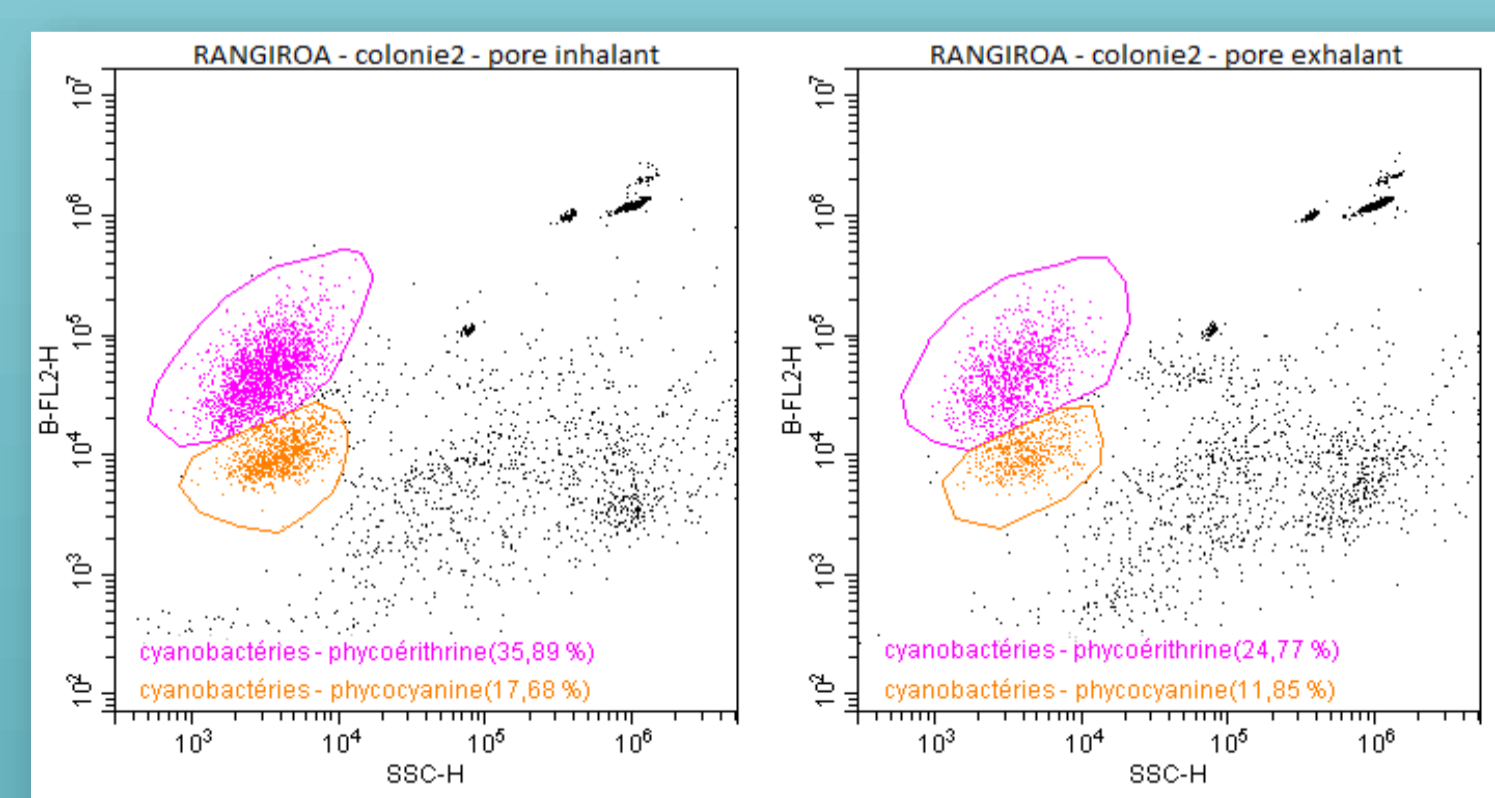 RANGIROA - colonie2 - pore inhalant
10⁷
10⁶
10⁵
10⁴
10³
10²
B-FL2-H
cyanobactéries - phycoérithrine(35,89 %)
cyanobactéries - phycocyanine(17,68 %)
10³ 10⁴ 10⁵ 10⁶
SSC-H
RANGIROA - colonie2 - pore exhalant
10⁷
10⁶
10⁵
10⁴
10³
10²
B-FL2-H
cyanobactéries - phycoérithrine(24,77 %)
cyanobactéries - phycocyanine(11,85 %)
10³ 10⁴ 10⁵ 10⁶
SSC-H